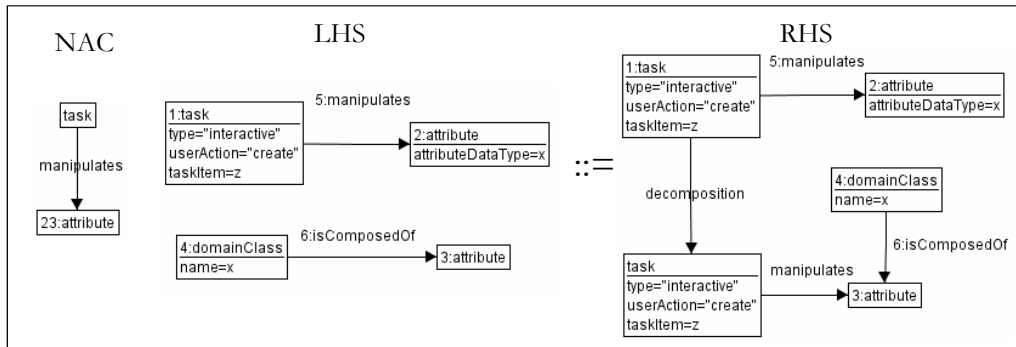 NAC
task
manipulates
23:attribute
LHS
1:task
type="interactive"
userAction="create"
taskItem=z
5:manipulates
2:attribute
attributeDataType=x
4:domainClass
name=x
6:isComposedOf
3:attribute
::=
RHS
1:task
type="interactive"
userAction="create"
taskItem=z
5:manipulates
2:attribute
attributeDataType=x
decomposition
4:domainClass
name=x
6:isComposedOf
task
type="interactive"
userAction="create"
taskItem=z
manipulates
3:attribute